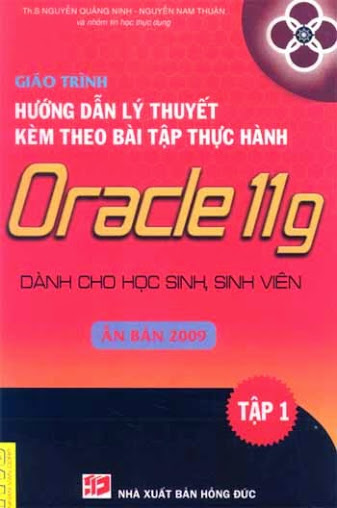 Th.S NGUYỄN QUẢNG NINH - NGUYỄN NAM THUẬN
và nhóm tin học thực dụng
GIÁO TRÌNH
HƯỚNG DẪN LÝ THUYẾT
KÈM THEO BÀI TẬP THỰC HÀNH
Oracle 11g
DÀNH CHO HỌC SINH, SINH VIÊN
ẤN BẢN 2009
TẬP 1
NHÀ XUẤT BẢN HỒNG ĐỨC